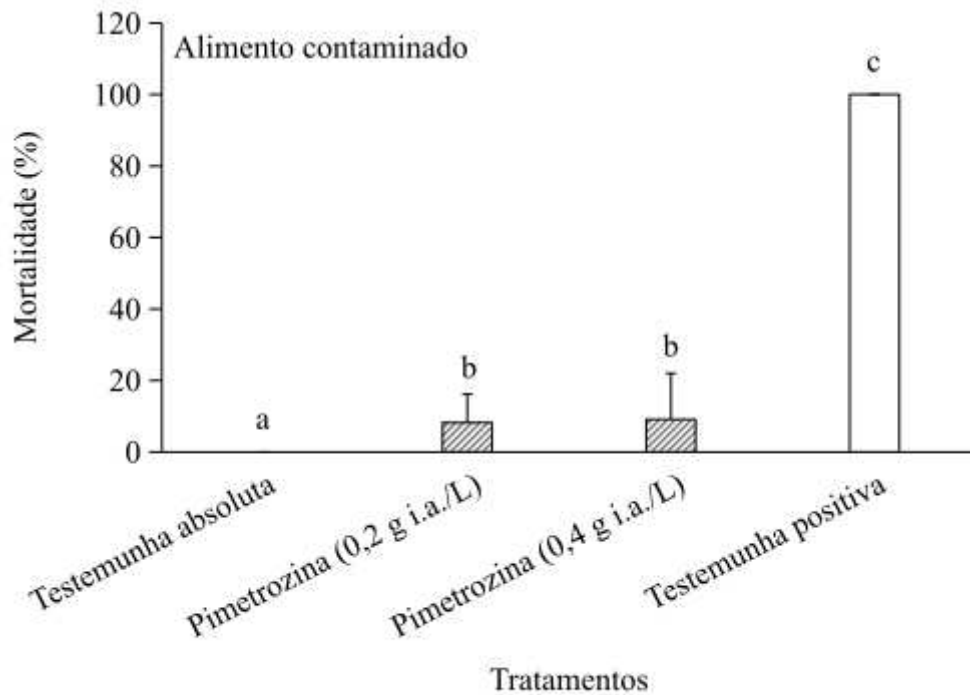 120
Alimento contaminado
c
100
80
60
40
b
b
20
a
0
Mortalidade (%)
Testemunha absoluta
Pimetrozina (0,2 g i.a./L)
Pimetrozina (0,4 g i.a./L)
Testemunha positiva
Tratamentos